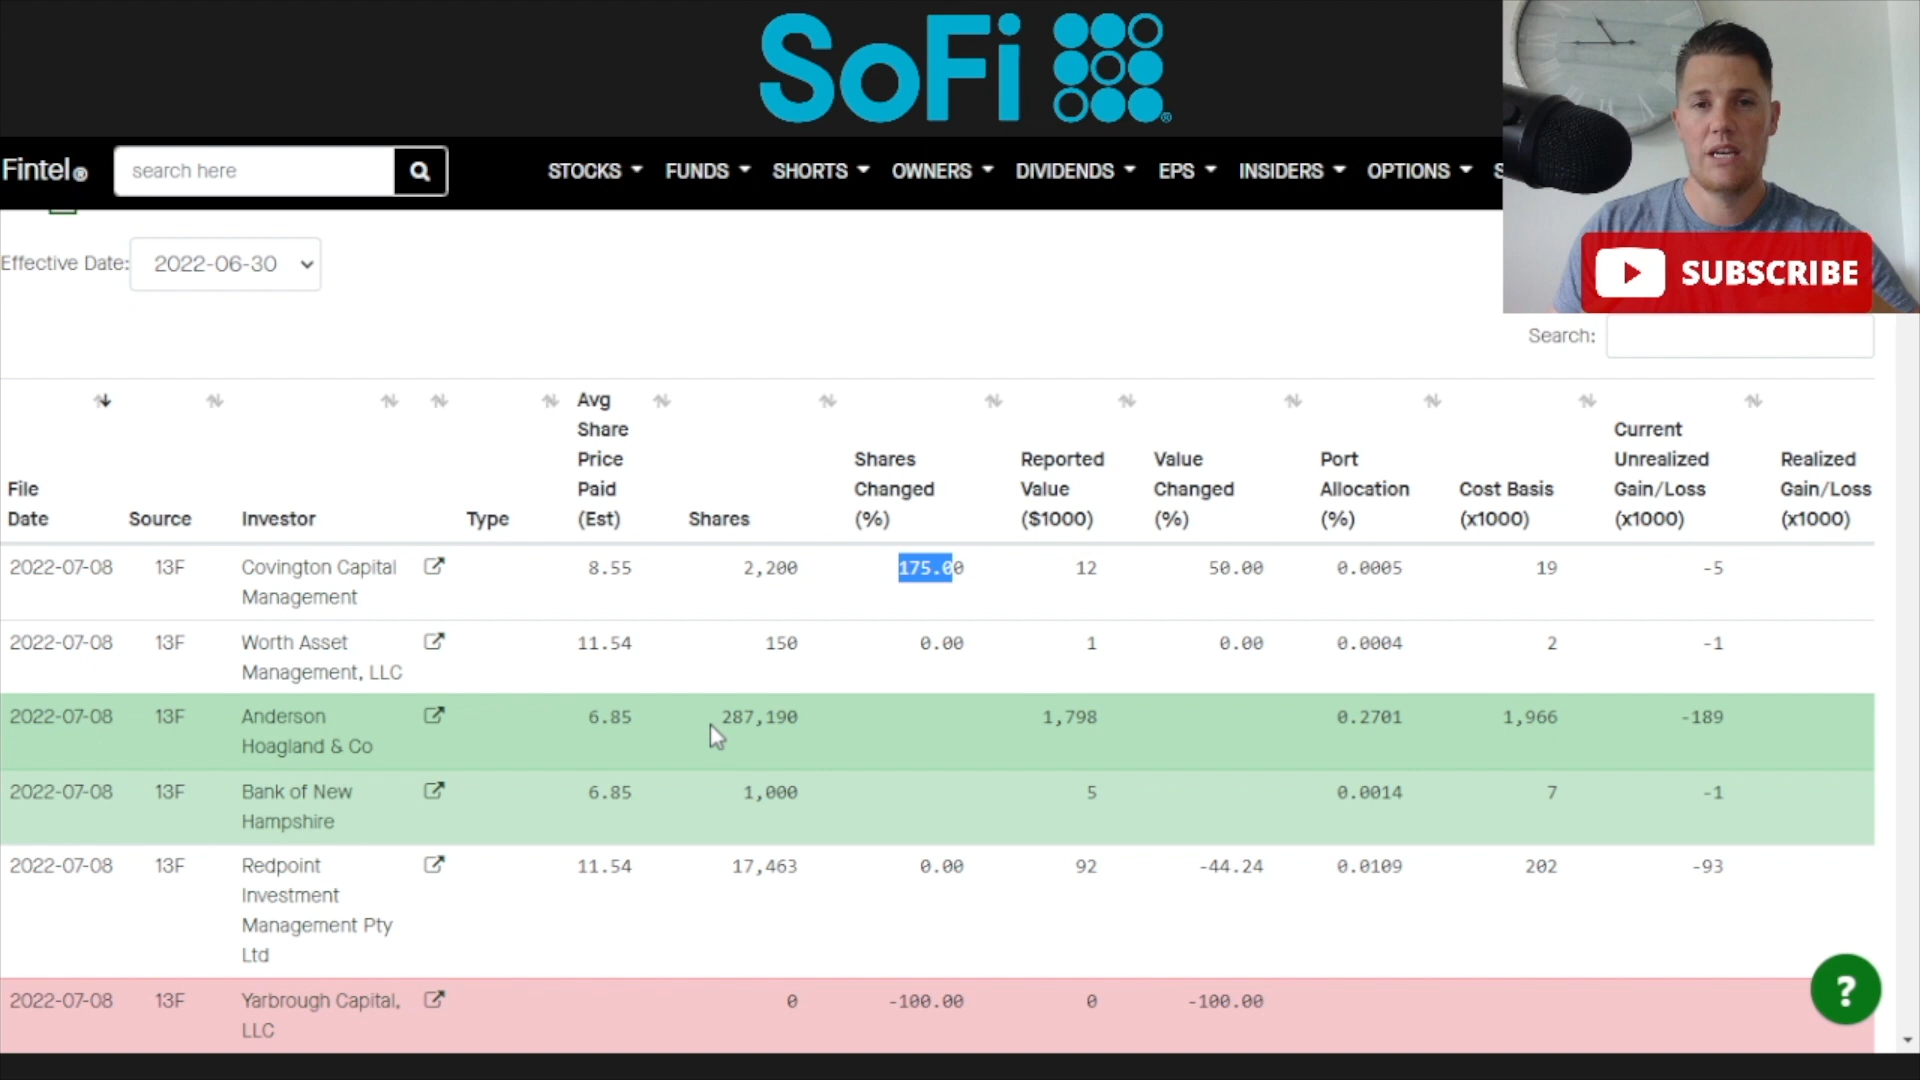 SoFi ®
Fintel®
search here
STOCKS FUNDS SHORTS OWNERS DIVIDENDS EPS INSIDERS OPTIONS S
SUBSCRIBE
Effective Date: 2022-06-30
Search:
File Date
Source
Investor
Type
Avg Share Price Paid (Est)
Shares
Shares Changed (%)
Reported Value ($1000)
Value Changed (%)
Port Allocation (%)
Cost Basis (x1000)
Current Unrealized Gain/Loss (x1000)
Realized Gain/Loss (x1000)
2022-07-08 13F Covington Capital 8.55 2,200 175.00 12 50.00 0.0005 19 -5
Management
2022-07-08 13F Worth Asset 11.54 150 0.00 1 0.00 0.0004 2 -1
Management, LLC
2022-07-08 13F Anderson 6.85 287,190 1,798 0.2701 1,966 -189
Hoagland & Co
2022-07-08 13F Bank of New 6.85 1,000 5 0.0014 7 -1
Hampshire
2022-07-08 13F Redpoint 11.54 17,463 0.00 92 -44.24 0.0109 202 -93
Investment
Management Pty
Ltd
2022-07-08 13F Yarbrough Capital, 0 -100.00 0 -100.00
LLC
?